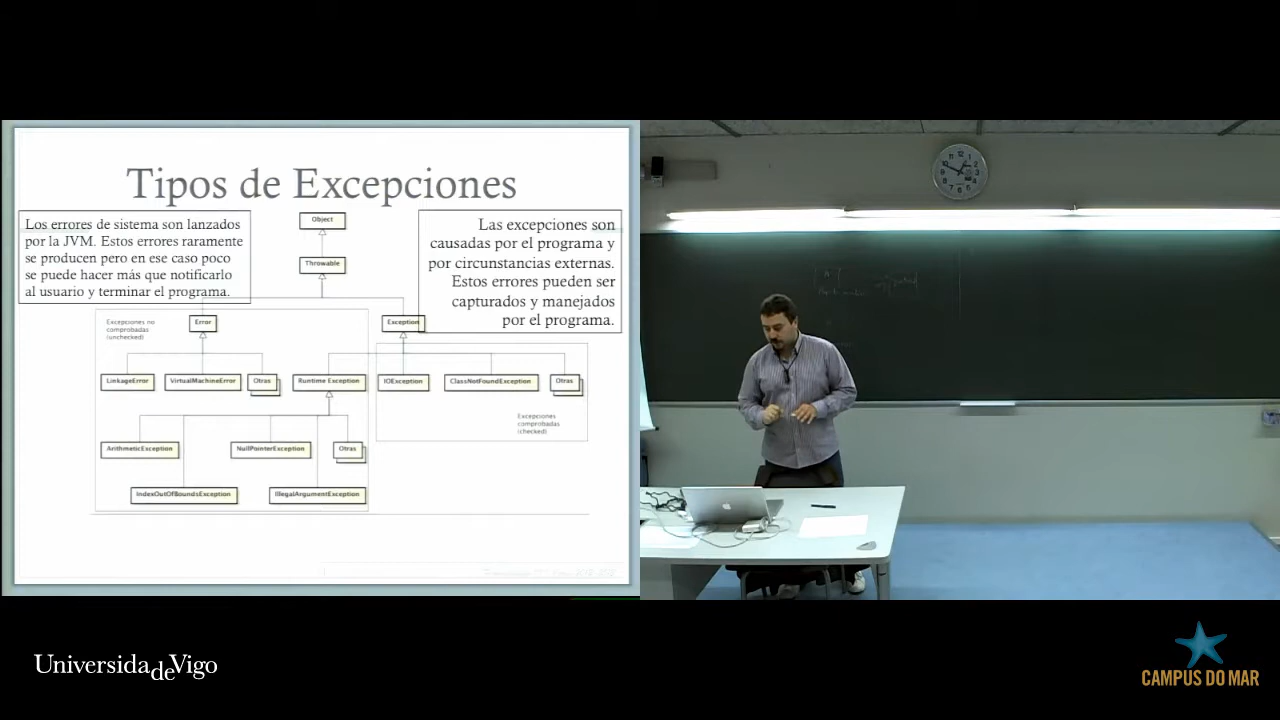 Tipos de Excepciones
Los errores de sistema son lanzados
por la JVM. Estos errores raramente
se producen pero en ese caso poco
se puede hacer más que notificarlo
al usuario y terminar el programa.
Object
Las excepciones son
causadas por el programa y
por circunstancias externas.
Estos errores pueden ser
capturados y manejados
por el programa.
Throwable
Excepciones no
comprobadas
(unchecked)
Error
Exception
LinkageError
VirtualMachineError
Otras
Runtime Exception
IOException
ClassNotFoundException
Otras
Excepciones
comprobadas
(checked)
ArithmeticException
NullPointerException
Otras
IndexOutOfBoundsException
IllegalArgumentException
UniversidadeVigo
CAMPUS DO MAR